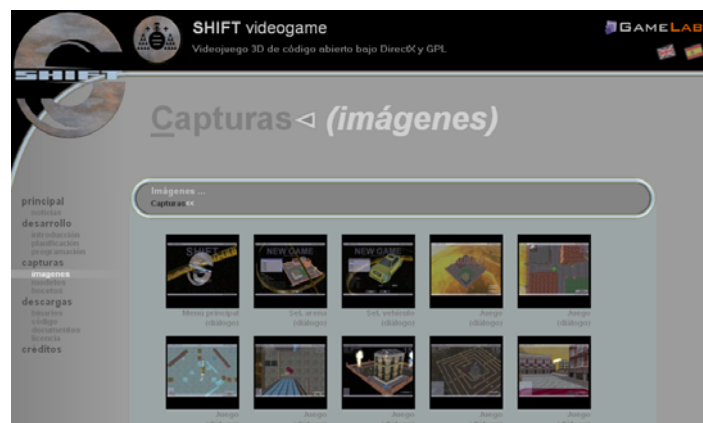 SHIFT videogame
Videojuego 3D de código abierto bajo DirectX y GPL
GAMELAB
SHIFT
Capturas (imágenes)
Imágenes ...
Capturas<<
principal
noticias
desarrollo
introducción
planificación
programación
capturas
imagenes
modelos
bocetos
descargas
binarios
código
documentos
licencia
créditos
SHIFT
NEW GAME
NEW GAME
Menú principal
(diálogo)
Sel. arena
(diálogo)
Sel. vehículo
(diálogo)
Juego
(diálogo)
Juego
(diálogo)
Juego
Juego
Juego
Juego
Juego